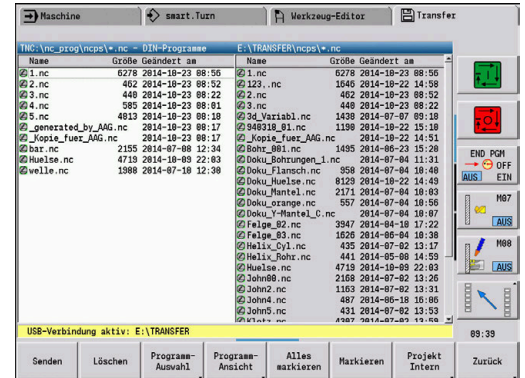 Maschine smart.Turn Werkzeug-Editor Transfer
TNC:\nc_prog\ncps\*.nc - DIN-Programme
Name Größe Geändert am
1.nc 6278 2014-10-23 08:56
2.nc 462 2014-10-23 08:52
3.nc 440 2014-10-23 08:22
4.nc 585 2014-10-23 08:01
5.nc 4813 2014-10-23 08:10
_generated_by_AAG.nc 2014-10-23 08:17
_Kopie_fuer_AAG.nc 2014-10-23 08:17
bar.nc 2155 2014-07-08 12:34
Huelse.nc 4719 2014-10-09 22:03
welle.nc 1988 2014-07-10 12:30
E:\TRANSFER\ncps\*.nc
Name Größe Geändert am
1.nc 6278 2014-10-23 08:56
123,.nc 1646 2014-10-22 14:58
2.nc 462 2014-10-23 08:52
3.nc 440 2014-10-23 08:22
3d_Variabl.nc 1438 2014-07-07 09:10
948318_01.nc 1190 2014-10-22 15:10
_Kopie_fuer_AAG.nc 2014-10-22 14:51
Bohr_001.nc 1495 2014-06-23 15:20
Doku_Bohrungen_1.nc 2014-07-04 11:31
Doku_Flansch.nc 958 2014-07-04 10:40
Doku_Huelse.nc 8129 2014-10-22 14:49
Doku_Mantel.nc 2171 2014-07-04 10:03
Doku_orange.nc 557 2014-07-04 10:56
Doku_Y-Mantel_C.nc 2014-07-04 10:07
Felge_02.nc 3947 2014-04-10 17:22
Felge_03.nc 1626 2014-06-04 10:38
Helix_Cyl.nc 435 2014-07-02 13:17
Helix_Rohr.nc 441 2014-05-08 14:59
Huelse.nc 4719 2014-10-09 22:03
John00.nc 2168 2014-07-02 13:26
John2.nc 1163 2014-07-02 13:31
John4.nc 487 2014-06-18 16:06
John5.nc 431 2014-07-02 13:53
USB-Verbindung aktiv: E:\TRANSFER
END PGM
OFF
AUS EIN
M07
AUS
M08
AUS
09:39
Senden Löschen Programm-Auswahl Programm-Ansicht Alles markieren Markieren Projekt Intern Zurück